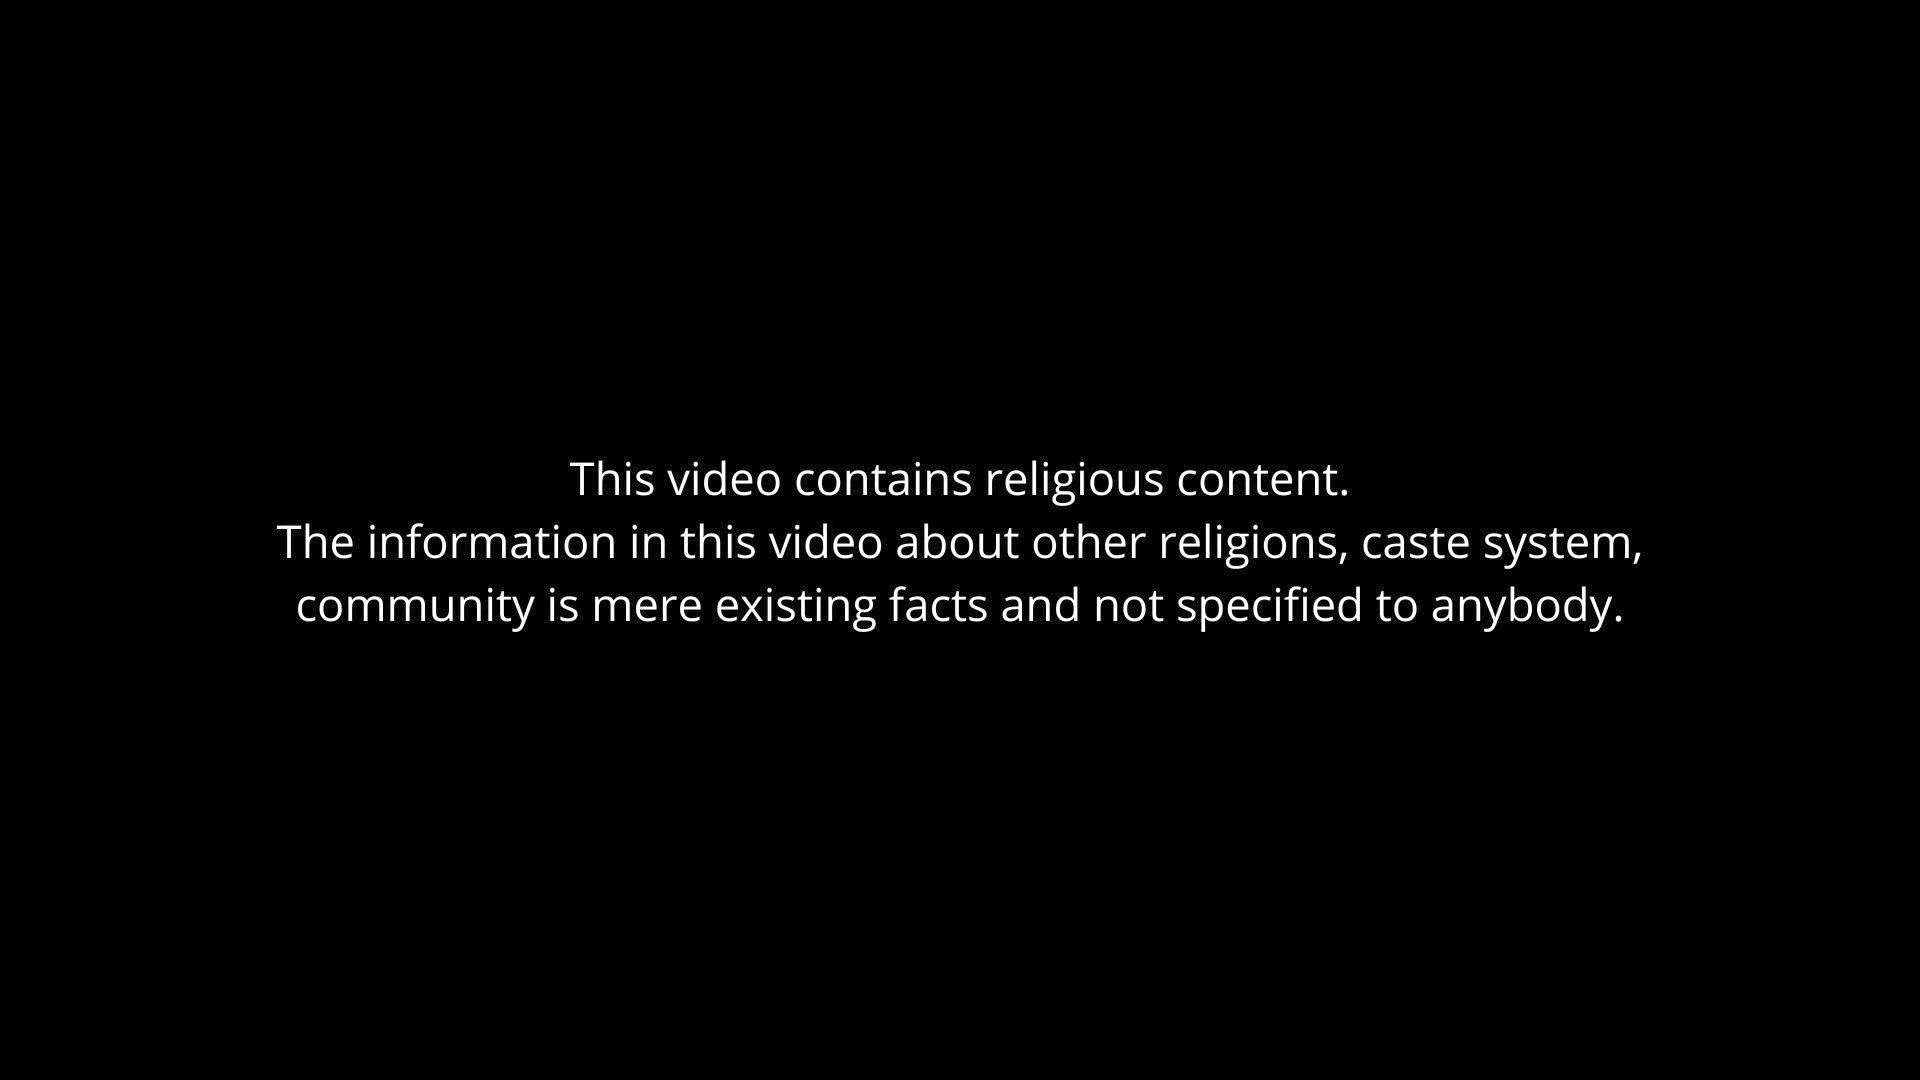 This video contains religious content.
The information in this video about other religions, caste system,
community is mere existing facts and not specified to anybody.